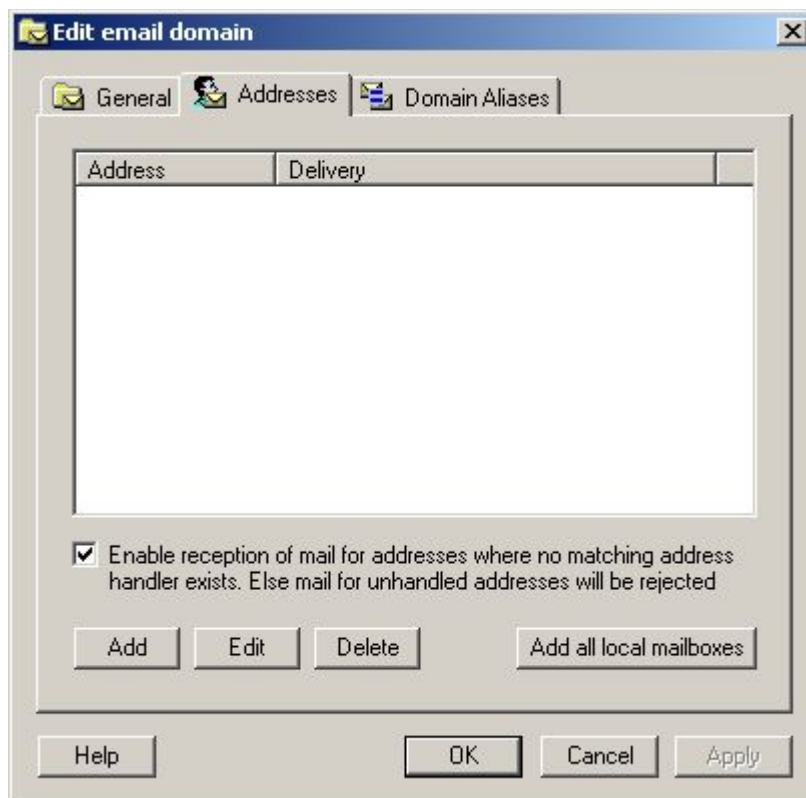 Edit email domain
General
Addresses
Domain Aliases
Address
Delivery
Enable reception of mail for addresses where no matching address
handler exists. Else mail for unhandled addresses will be rejected
Add
Edit
Delete
Add all local mailboxes
Help
OK
Cancel
Apply